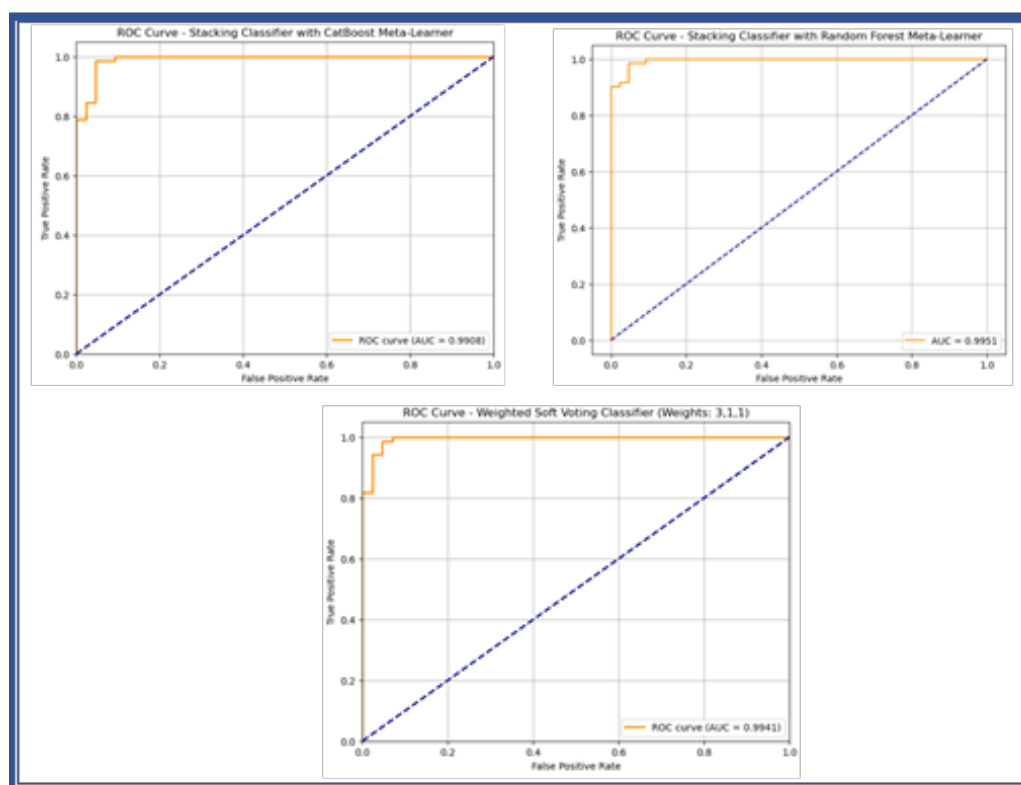 ROC Curve - Stacking Classifier with CatBoost Meta-Learner
1.0
0.8
0.6
0.4
0.2
0.0
True Positive Rate
0.0 0.2 0.4 0.6 0.8 1.0
False Positive Rate
ROC curve (AUC = 0.9908)
ROC Curve - Stacking Classifier with Random Forest Meta-Learner
1.0
0.8
0.6
0.4
0.2
0.0
True Positive Rate
0.0 0.2 0.4 0.6 0.8 1.0
False Positive Rate
AUC = 0.9951
ROC Curve - Weighted Soft Voting Classifier (Weights: 3,1,1)
1.0
0.8
0.6
0.4
0.2
0.0
True Positive Rate
0.0 0.2 0.4 0.6 0.8 1.0
False Positive Rate
ROC curve (AUC = 0.9941)